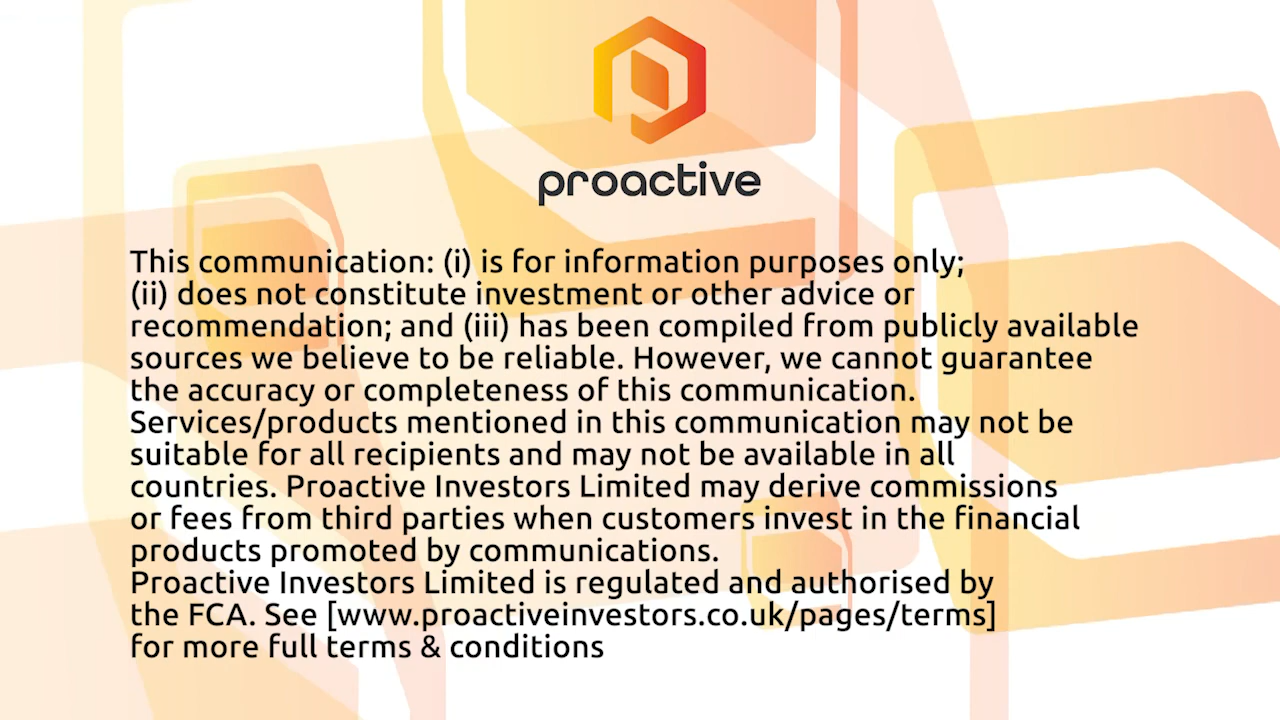 proactive
This communication: (i) is for information purposes only;
(ii) does not constitute investment or other advice or
recommendation; and (iii) has been compiled from publicly available
sources we believe to be reliable. However, we cannot guarantee
the accuracy or completeness of this communication.
Services/products mentioned in this communication may not be
suitable for all recipients and may not be available in all
countries. Proactive Investors Limited may derive commissions
or fees from third parties when customers invest in the financial
products promoted by communications.
Proactive Investors Limited is regulated and authorised by
the FCA. See [www.proactiveinvestors.co.uk/pages/terms]
for more full terms & conditions